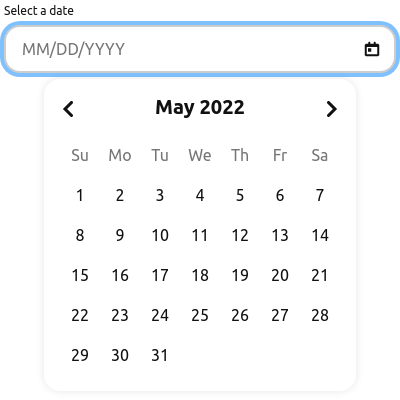 Select a date
MM/DD/YYYY
May 2022
Su Mo Tu We Th Fr Sa
1 2 3 4 5 6 7
8 9 10 11 12 13 14
15 16 17 18 19 20 21
22 23 24 25 26 27 28
29 30 31